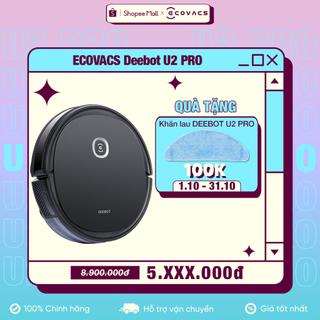 Shopee Mall | ECOVACS
ECOVACS Deebot U2 PRO
QUÀ TẶNG
Khăn lau DEEBOT U2 PRO
100K
1.10 - 31.10
DEEBOT
8.900.000đ
5.XXX.000đ
100% Chính hãng
Hỗ trợ vận chuyển
Giá tốt nhất